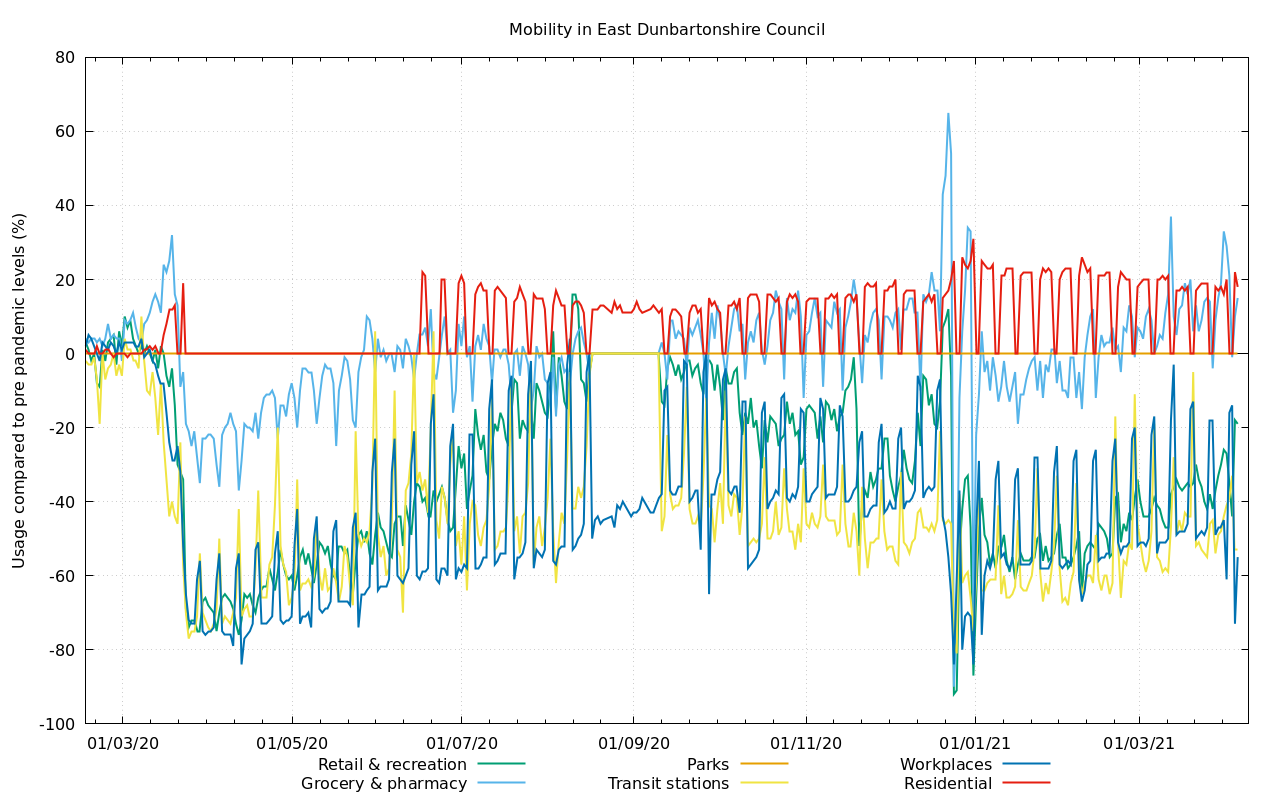 Mobility in East Dunbartonshire Council
Usage compared to pre pandemic levels (%)
80
60
40
20
0
-20
-40
-60
-80
-100
01/03/20 01/05/20 01/07/20 01/09/20 01/11/20 01/01/21 01/03/21
Retail & recreation Parks Workplaces
Grocery & pharmacy Transit stations Residential